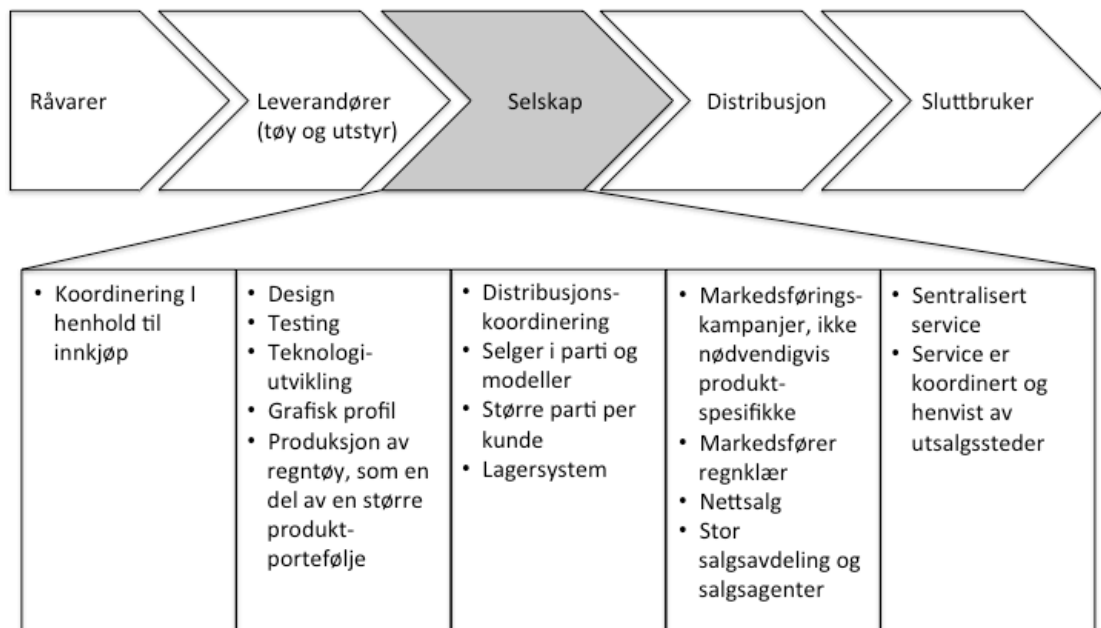 Råvarer
Leverandører
(tøy og utstyr)
Selskap
Distribusjon
Sluttbruker
• Koordinering I
henhold til
innkjøp
• Design
• Testing
• Teknologi-
utvikling
• Grafisk profil
• Produksjon av
regntøy, som en
del av en større
produkt-
portefølje
• Distribusjons-
koordinering
• Selger i parti og
modeller
• Større parti per
kunde
• Lagersystem
• Markedsførings-
kampanjer, ikke
nødvendigvis
produkt-
spesifikke
• Markedsfører
regnklær
• Nettsalg
• Stor
salgsavdeling og
salgsagenter
• Sentralisert
service
• Service er
koordinert og
henvist av
utsalgssteder